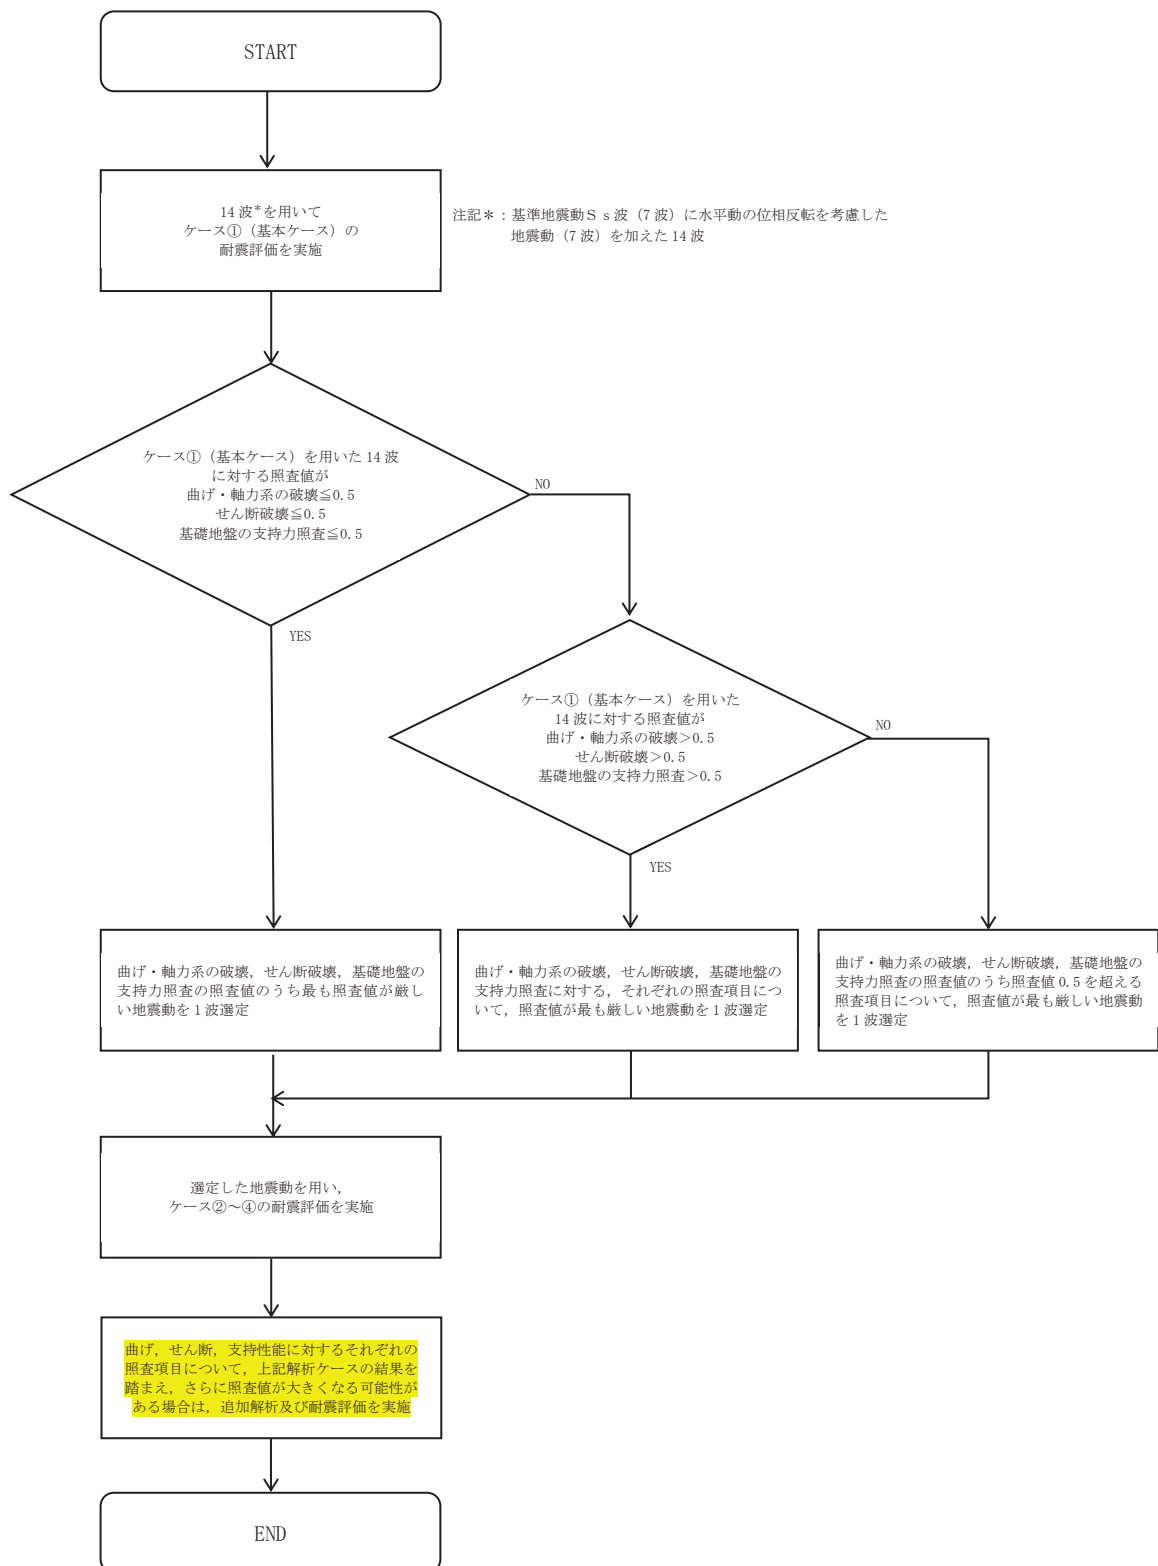 START
14 波*を用いて
ケース①（基本ケース）の
耐震評価を実施
注記＊：基準地震動Ｓｓ波（7 波）に水平動の位相反転を考慮した
地震動（7 波）を加えた 14 波
ケース①（基本ケース）を用いた 14 波
に対する照査値が
曲げ・軸力系の破壊≦0.5
せん断破壊≦0.5
基礎地盤の支持力照査≦0.5
NO
YES
ケース①（基本ケース）を用いた
14 波に対する照査値が
曲げ・軸力系の破壊＞0.5
せん断破壊＞0.5
基礎地盤の支持力照査＞0.5
NO
YES
曲げ・軸力系の破壊，せん断破壊，基礎地盤の
支持力照査の照査値のうち最も照査値が厳し
い地震動を 1 波選定
曲げ・軸力系の破壊，せん断破壊，基礎地盤の
支持力照査に対する，それぞれの照査項目につ
いて，照査値が最も厳しい地震動を 1 波選定
曲げ・軸力系の破壊，せん断破壊，基礎地盤の
支持力照査の照査値のうち照査値 0.5 を超える
照査項目について，照査値が最も厳しい地震動
を 1 波選定
選定した地震動を用い，
ケース②～④の耐震評価を実施
曲げ，せん断，支持性能に対するそれぞれの
照査項目について，上記解析ケースの結果を
踏まえ，さらに照査値が大きくなる可能性が
ある場合は，追加解析及び耐震評価を実施
END